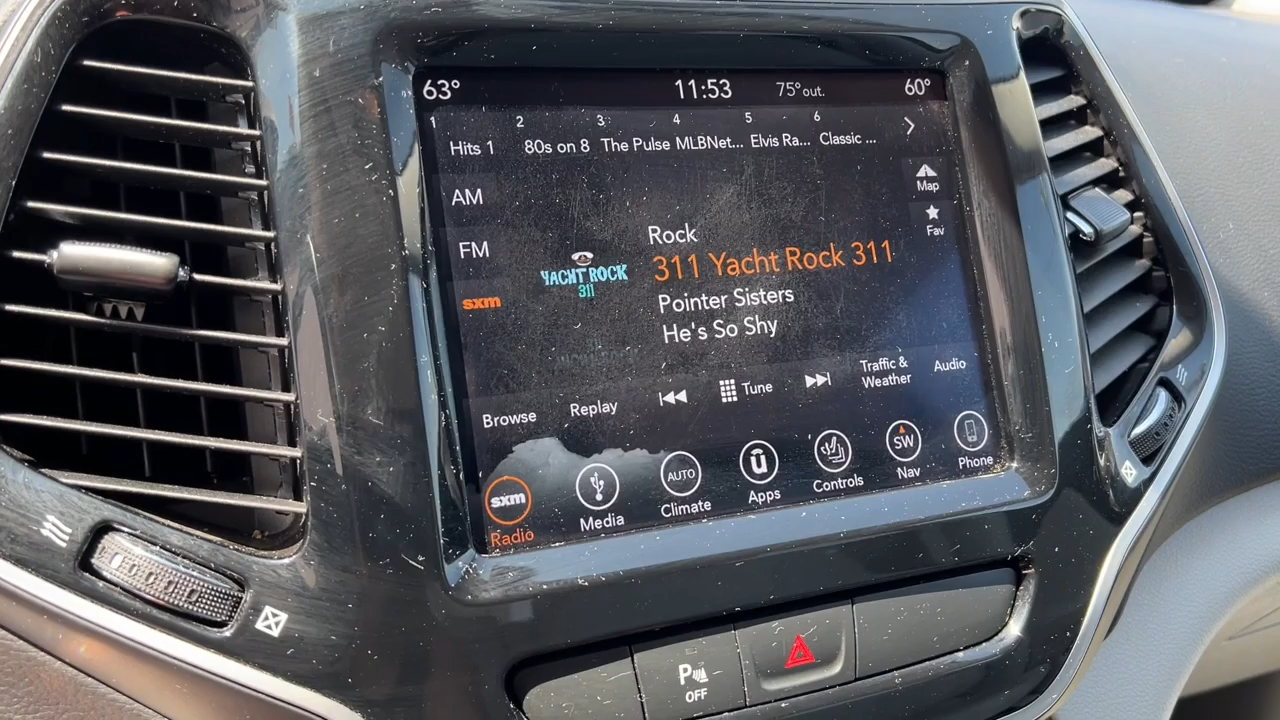 63° 11:53 75° out. 60°
1 2 3 4 5 6
Hits 1 80s on 8 The Pulse MLBNet... Elvis Ra... Classic ...
AM
Map
FM
Fav
sxm
YACHT ROCK
311
Rock
311 Yacht Rock 311
Pointer Sisters
He's So Shy
Browse Replay Tune Traffic & Weather Audio
sxm AUTO SW
Radio Media Climate Apps Controls Nav Phone
P OFF